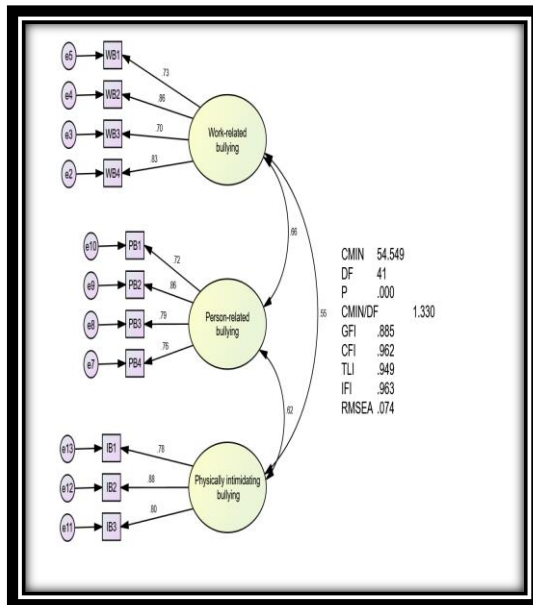 e5 WB1 .73
e4 WB2 .86
e3 WB3 .70
e2 WB4 .83
Work-related
bullying
.66
e10 PB1 .72
e9 PB2 .86
e8 PB3 .79
e7 PB4 .76
Person-related
bullying
.55
.62
e13 IB1 .78
e12 IB2 .88
e11 IB3 .80
Physically intimidating
bullying
CMIN 54.549
DF 41
P .000
CMIN/DF 1.330
GFI .885
CFI .962
TLI .949
IFI .963
RMSEA .074